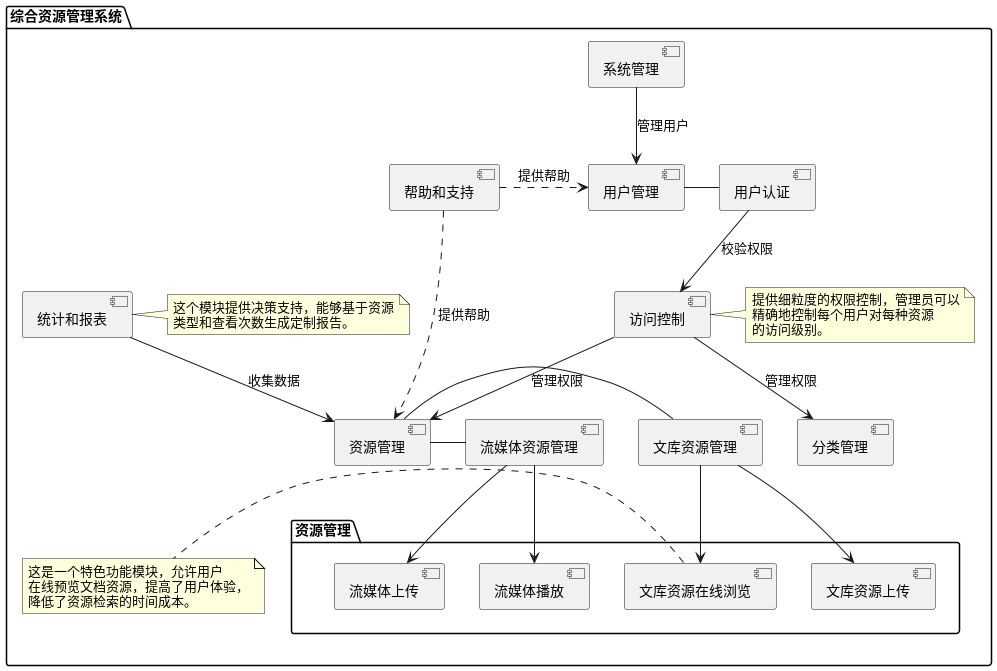 综合资源管理系统
系统管理
管理用户
帮助和支持
提供帮助
用户管理
用户认证
校验权限
统计和报表
这个模块提供决策支持，能够基于资源
类型和查看次数生成定制报告。
提供帮助
访问控制
提供细粒度的权限控制，管理员可以
精确地控制每个用户对每种资源
的访问级别。
收集数据
管理权限
管理权限
资源管理
流媒体资源管理
文库资源管理
分类管理
资源管理
这是一个特色功能模块，允许用户
在线预览文档资源，提高了用户体验，
降低了资源检索的时间成本。
流媒体上传
流媒体播放
文库资源在线浏览
文库资源上传